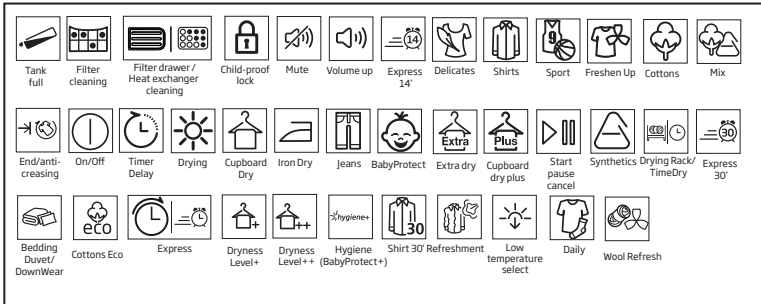 14
9
Tank full
Filter cleaning
Filter drawer / Heat exchanger cleaning
Child-proof lock
Mute
Volume up
Express 14'
Delicates
Shirts
Sport
Freshen Up
Cottons
Mix
Extra
Plus
30
End/anti-creasing
On/Off
Timer Delay
Drying
Cupboard Dry
Iron Dry
Jeans
BabyProtect
Extra dry
Cupboard dry plus
Start pause cancel
Synthetics
Drying Rack/ TimeDry
Express 30'
eco
+
++
hygiene+
30
Bedding Duvet/ DownWear
Cottons Eco
Express
Dryness Level+
Dryness Level++
Hygiene (BabyProtect+)
Shirt 30'
Refreshment
Low temperature select
Daily
Wool Refresh